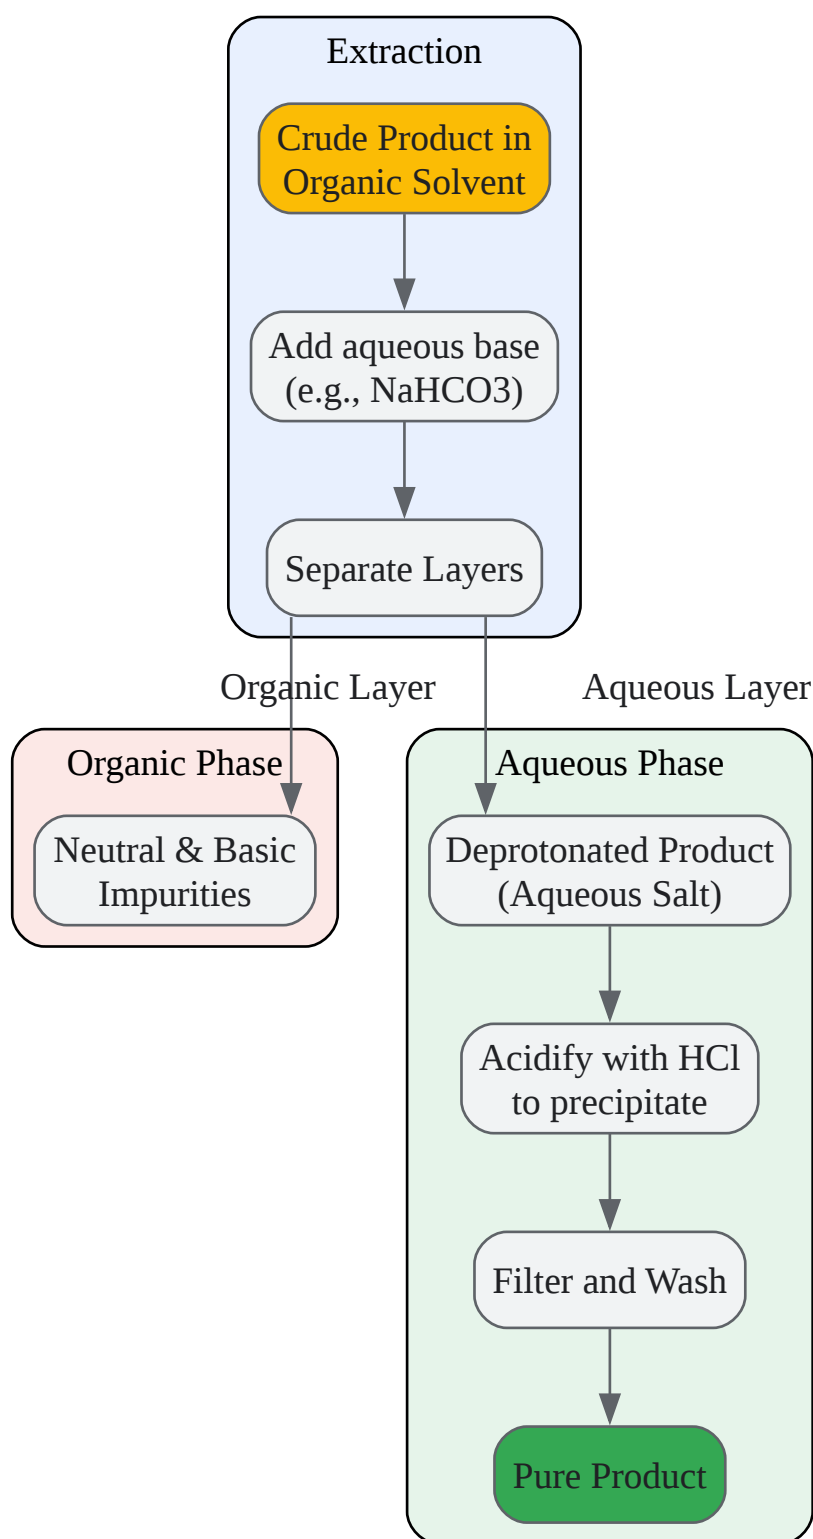 Extraction
Crude Product in
Organic Solvent
Add aqueous base
(e.g., NaHCO3)
Separate Layers
Organic Layer
Aqueous Layer
Organic Phase
Neutral & Basic
Impurities
Aqueous Phase
Deprotonated Product
(Aqueous Salt)
Acidify with HCl
to precipitate
Filter and Wash
Pure Product